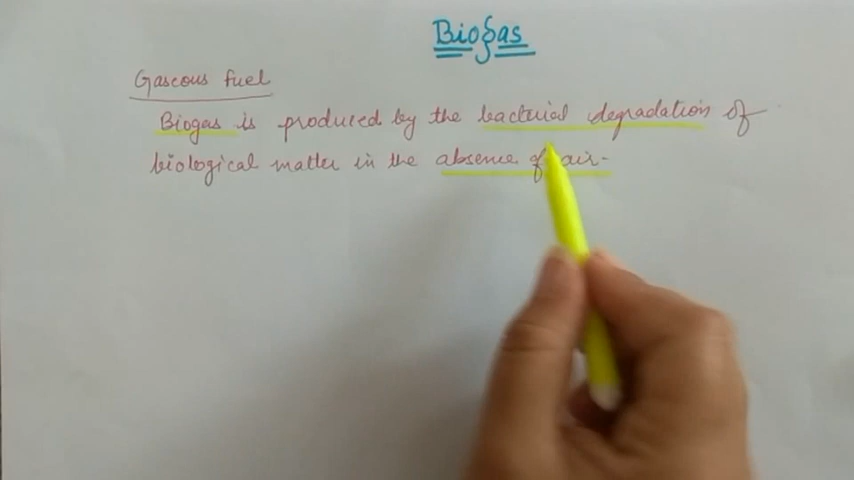 Biogas
Gaseous fuel
Biogas is produced by the bacterial degradation of
biological matter in the absence of air.